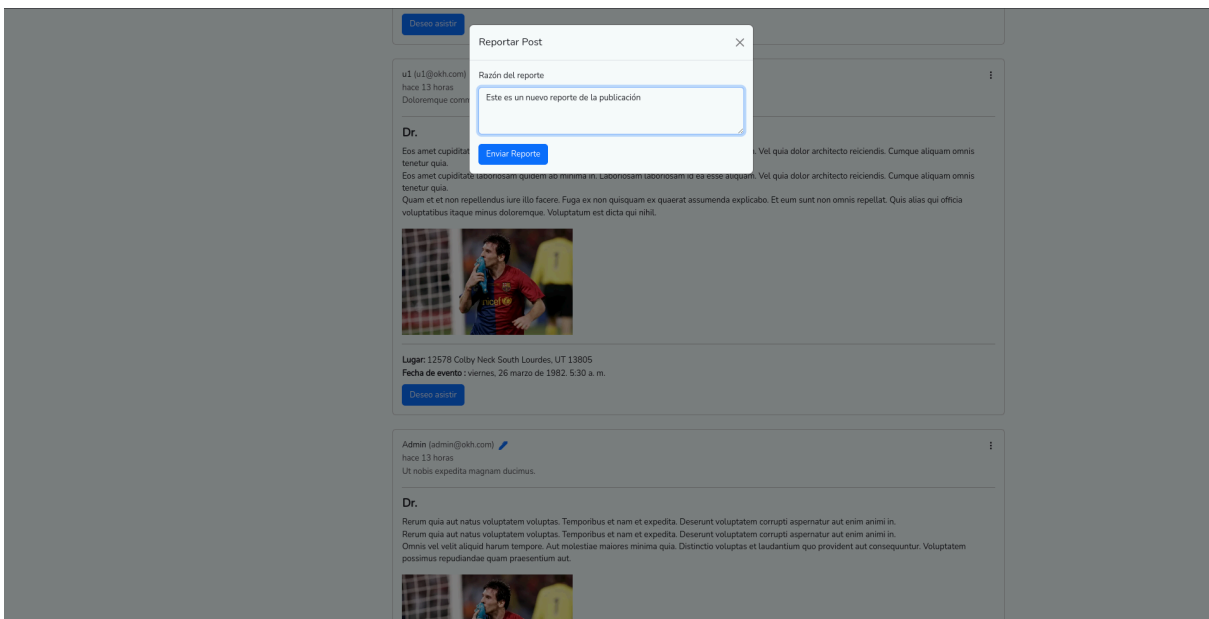 Deseo asistir
Reportar Post
u1 (u1@okh.com)
hace 13 horas
Doloremque comm
Razón del reporte
Este es un nuevo reporte de la publicación
Enviar Reporte
Dr.
Eos amet cupiditat
. Vel quia dolor architecto reiciendis. Cumque aliquam omnis
tenetur quia.
Eos amet cupiditate laboriosam quidem ab minima in. Laboriosam laboriosam id ea esse aliquam. Vel quia dolor architecto reiciendis. Cumque aliquam omnis
tenetur quia.
Quam et et non repellendus iure illo facere. Fuga ex non quisquam ex quaerat assumenda explicabo. Et eum sunt non omnis repellat. Quis alias qui officia
voluptatibus itaque minus doloremque. Voluptatum est dicta qui nihil.
unicef
Lugar: 12578 Colby Neck South Lourdes, UT 13805
Fecha de evento : viernes, 26 marzo de 1982. 5:30 a. m.
Deseo asistir
Admin (admin@okh.com)
hace 13 horas
Ut nobis expedita magnam ducimus.
Dr.
Rerum quia aut natus voluptatem voluptas. Temporibus et nam et expedita. Deserunt voluptatem corrupti aspernatur aut enim animi in.
Rerum quia aut natus voluptatem voluptas. Temporibus et nam et expedita. Deserunt voluptatem corrupti aspernatur aut enim animi in.
Omnis vel velit aliquid harum tempore. Aut molestiae maiores minima quia. Distinctio voluptas et laudantium quo provident aut consequuntur. Voluptatem
possimus repudiandae quam praesentium aut.